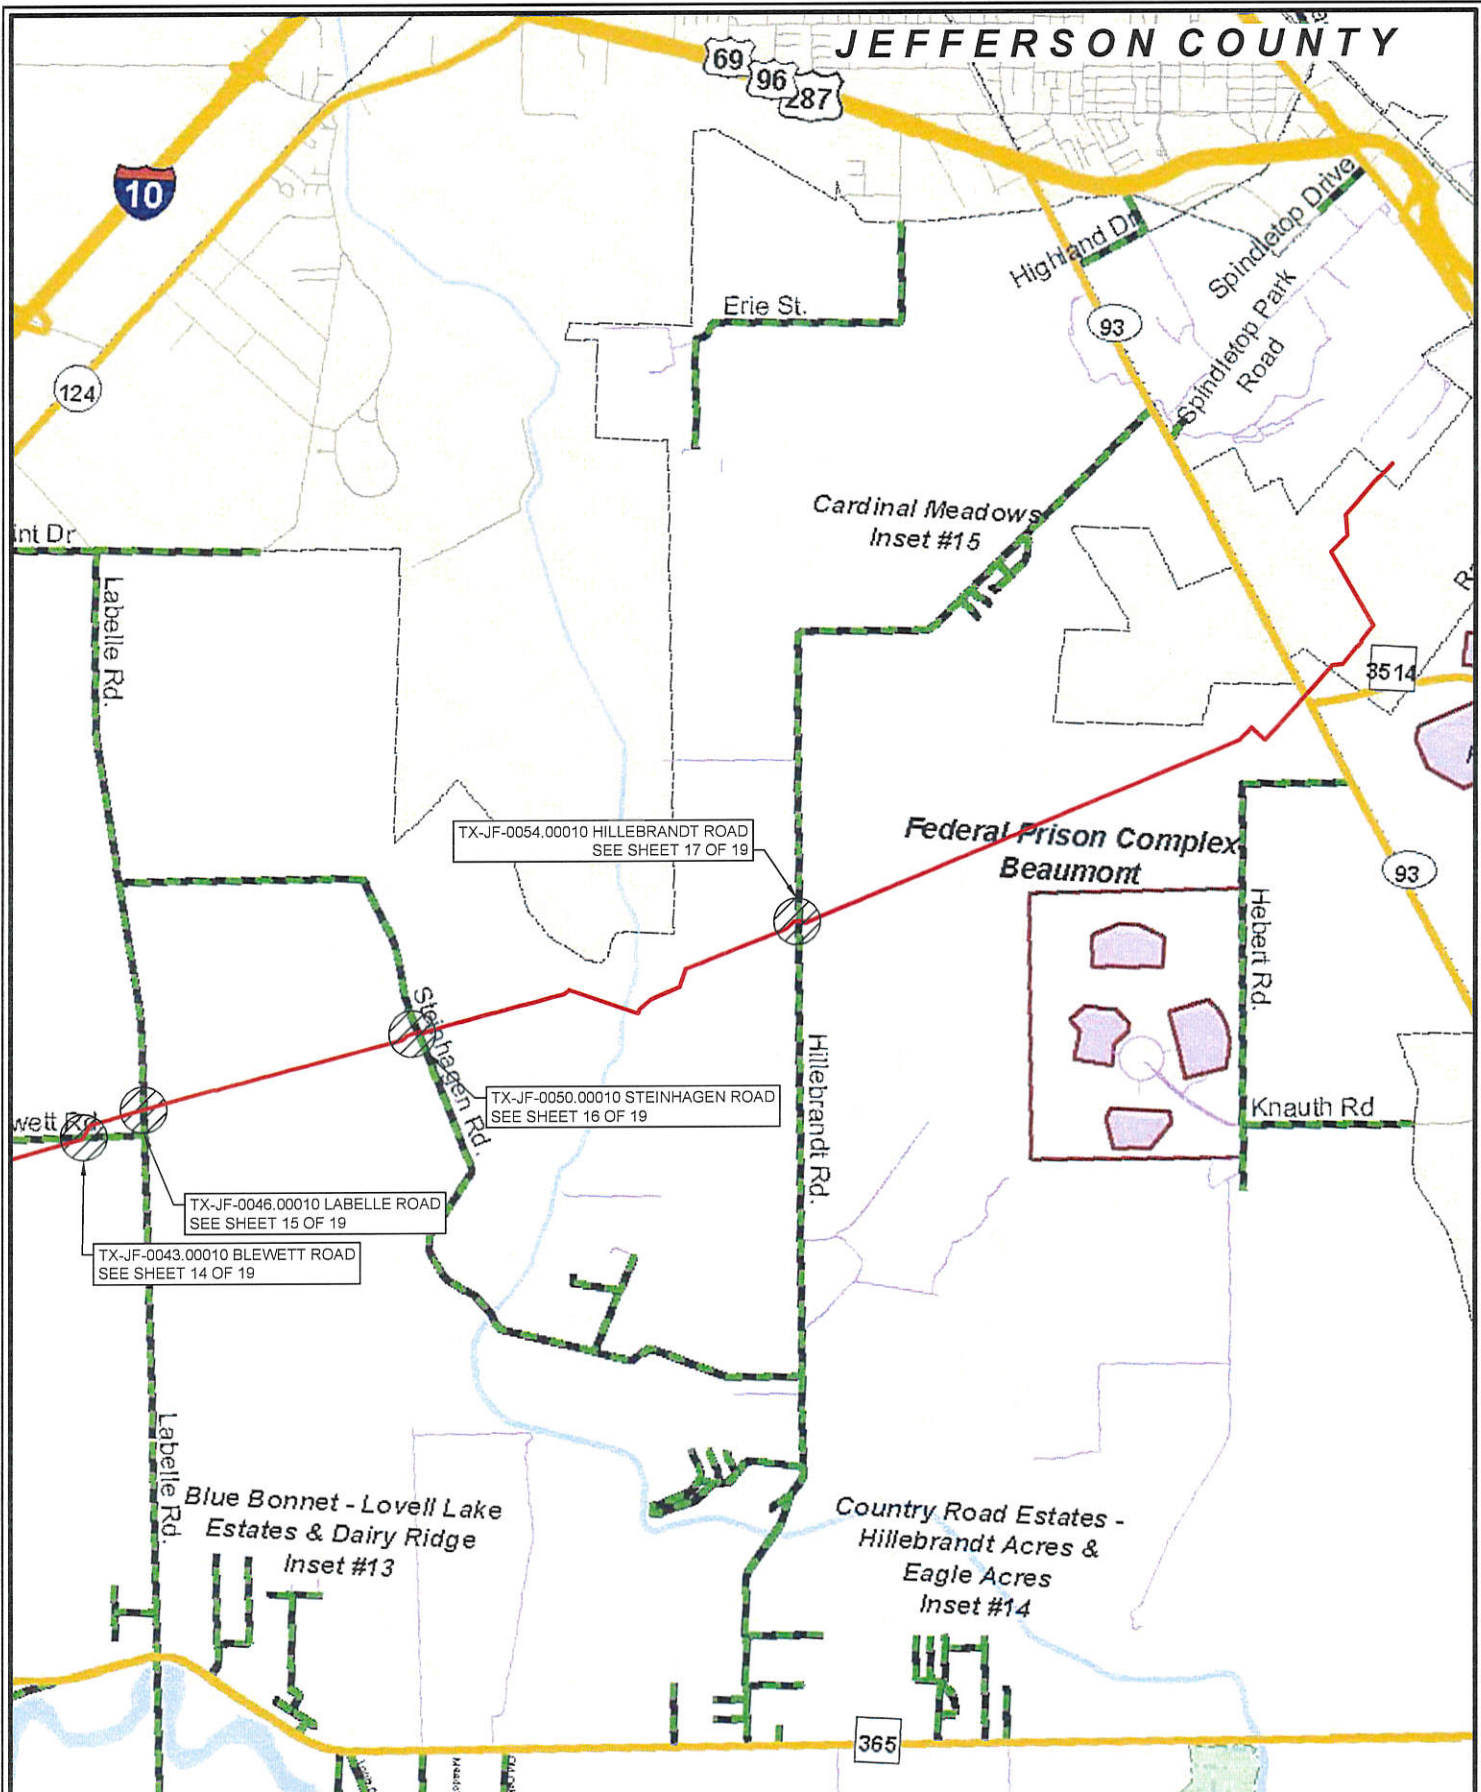 JEFFERSON COUNTY
69
96
287
10
Highland Dr
Spindletop Drive
Erie St.
93
Spindletop Park
Road
124
Cardinal Meadows
Inset #15
int Dr
Labelle Rd.
3514
TX-JF-0054.00010 HILLEBRANDT ROAD
SEE SHEET 17 OF 19
Federal Prison Complex
Beaumont
93
Hebert Rd.
Steinhagen Rd.
Hillebrandt Rd.
TX-JF-0050.00010 STEINHAGEN ROAD
SEE SHEET 16 OF 19
wett Rd
Knauth Rd
TX-JF-0046.00010 LABELLE ROAD
SEE SHEET 15 OF 19
TX-JF-0043.00010 BLEWETT ROAD
SEE SHEET 14 OF 19
Labelle Rd.
Blue Bonnet - Lovell Lake
Estates & Dairy Ridge
Inset #13
Country Road Estates -
Hillebrandt Acres &
Eagle Acres
Inset #14
365